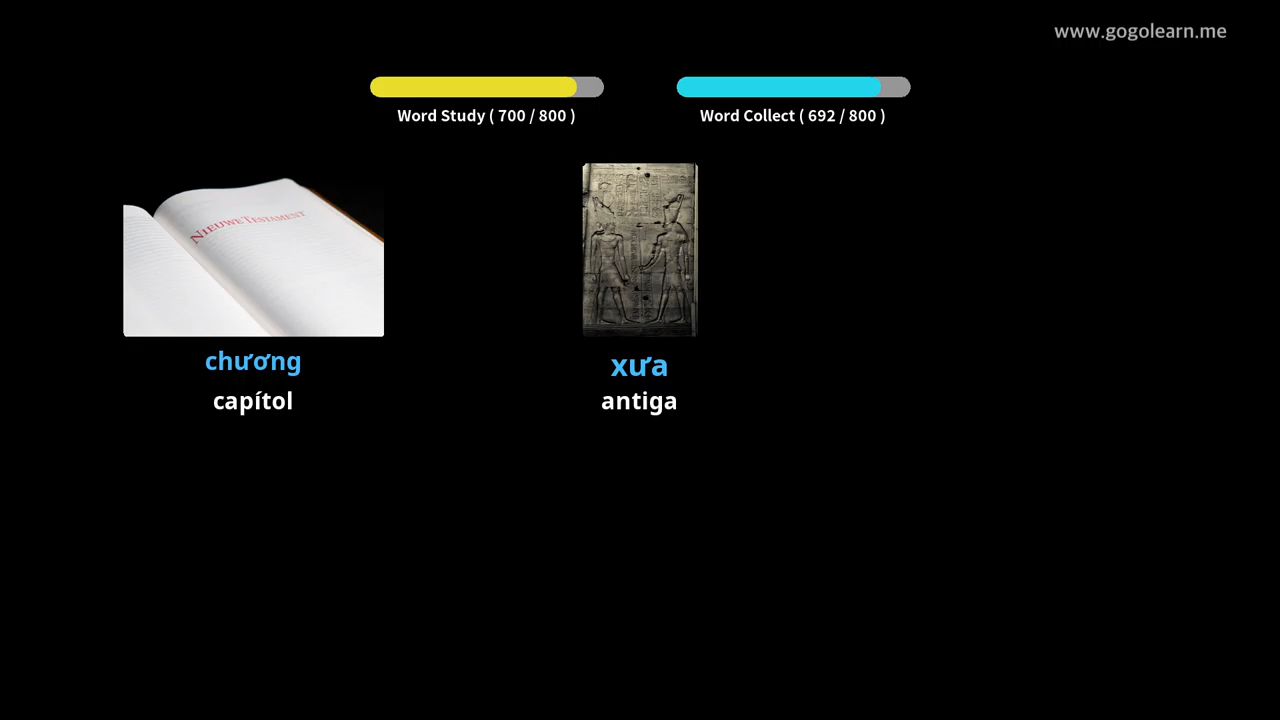 www.gogolearn.me
Word Study ( 700 / 800 )
Word Collect ( 692 / 800 )
NIEUWE TESTAMENT
chương
xưa
capítol
antiga